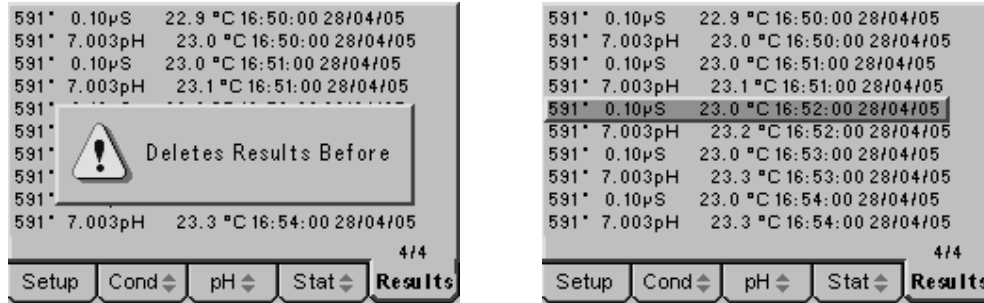 591* 0.10µS 22.9 °C 16:50:00 28/04/05
591* 7.003pH 23.0 °C 16:50:00 28/04/05
591* 0.10µS 23.0 °C 16:51:00 28/04/05
591* 7.003pH 23.1 °C 16:51:00 28/04/05
591*
591*
591*
591*
591*
Deletes Results Before
591* 7.003pH 23.3 °C 16:54:00 28/04/05
4/4
Setup Cond pH Stat Results
591* 0.10µS 22.9 °C 16:50:00 28/04/05
591* 7.003pH 23.0 °C 16:50:00 28/04/05
591* 0.10µS 23.0 °C 16:51:00 28/04/05
591* 7.003pH 23.1 °C 16:51:00 28/04/05
591* 0.10µS 23.0 °C 16:52:00 28/04/05
591* 7.003pH 23.2 °C 16:52:00 28/04/05
591* 0.10µS 23.0 °C 16:53:00 28/04/05
591* 7.003pH 23.3 °C 16:53:00 28/04/05
591* 0.10µS 23.0 °C 16:54:00 28/04/05
591* 7.003pH 23.3 °C 16:54:00 28/04/05
4/4
Setup Cond pH Stat Results